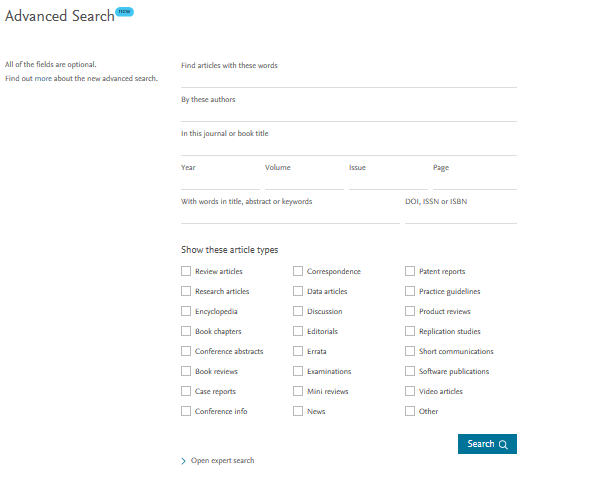 Advanced Search new
All of the fields are optional.
Find out more about the new advanced search.
Find articles with these words
By these authors
In this journal or book title
Year Volume Issue Page
With words in title, abstract or keywords DOI, ISSN or ISBN
Show these article types
Review articles Correspondence Patent reports
Research articles Data articles Practice guidelines
Encyclopedia Discussion Product reviews
Book chapters Editorials Replication studies
Conference abstracts Errata Short communications
Book reviews Examinations Software publications
Case reports Mini reviews Video articles
Conference info News Other
Search
Open expert search